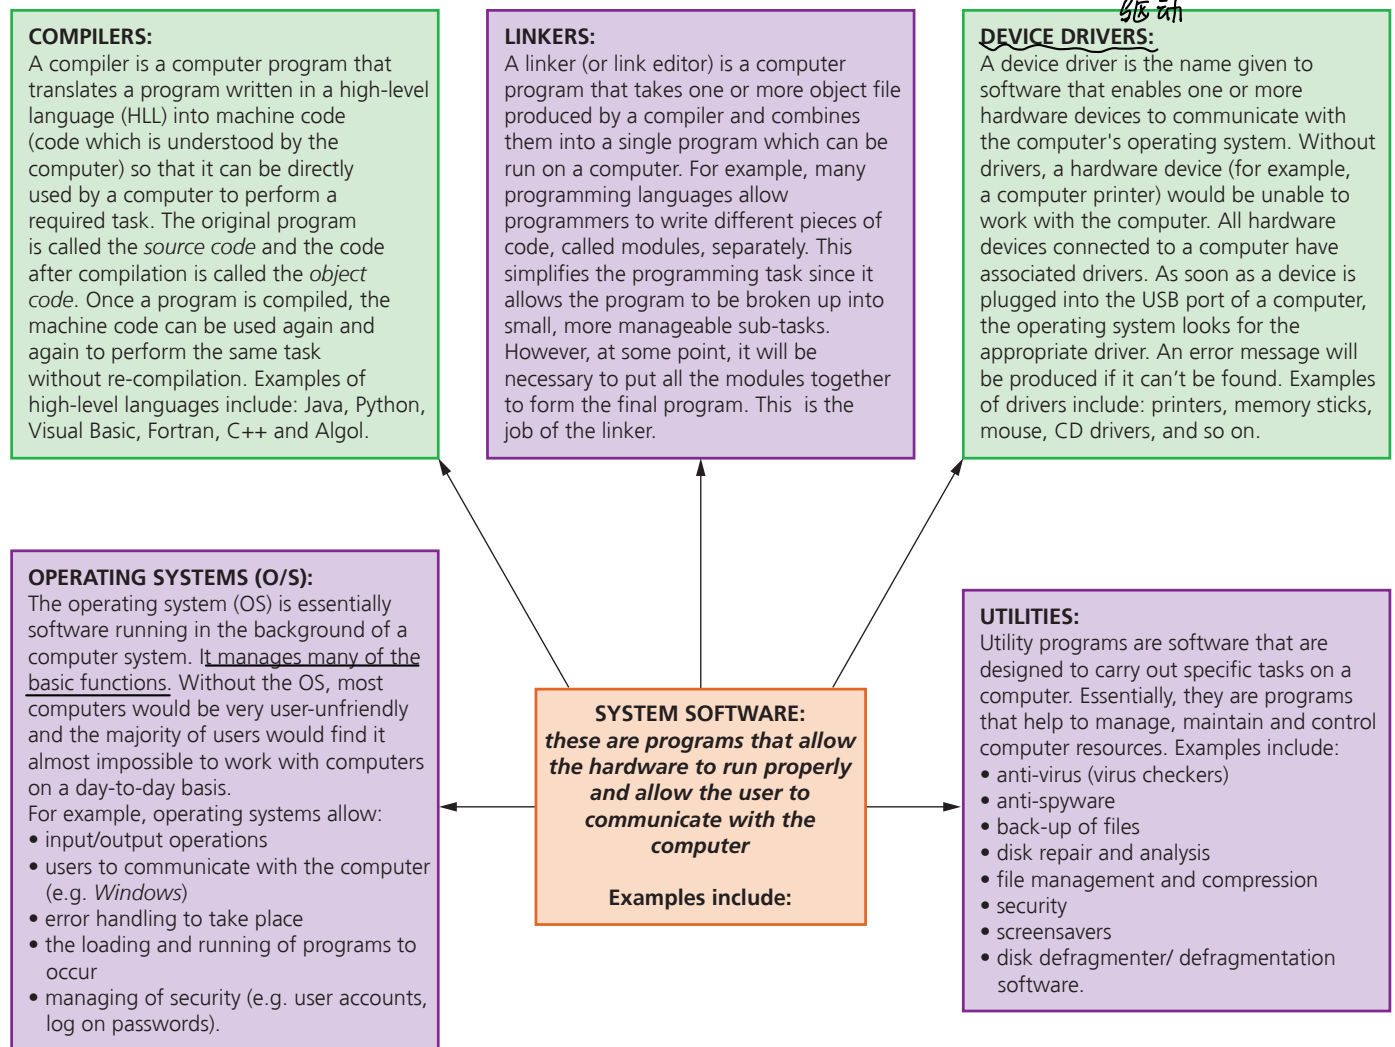 COMPILERS:
A compiler is a computer program that
translates a program written in a high-level
language (HLL) into machine code
(code which is understood by the
computer) so that it can be directly
used by a computer to perform a
required task. The original program
is called the source code and the code
after compilation is called the object
code. Once a program is compiled, the
machine code can be used again and
again to perform the same task
without re-compilation. Examples of
high-level languages include: Java, Python,
Visual Basic, Fortran, C++ and Algol.
LINKERS:
A linker (or link editor) is a computer
program that takes one or more object file
produced by a compiler and combines
them into a single program which can be
run on a computer. For example, many
programming languages allow
programmers to write different pieces of
code, called modules, separately. This
simplifies the programming task since it
allows the program to be broken up into
small, more manageable sub-tasks.
However, at some point, it will be
necessary to put all the modules together
to form the final program. This is the
job of the linker.
驱动
DEVICE DRIVERS:
A device driver is the name given to
software that enables one or more
hardware devices to communicate with
the computer's operating system. Without
drivers, a hardware device (for example,
a computer printer) would be unable to
work with the computer. All hardware
devices connected to a computer have
associated drivers. As soon as a device is
plugged into the USB port of a computer,
the operating system looks for the
appropriate driver. An error message will
be produced if it can't be found. Examples
of drivers include: printers, memory sticks,
mouse, CD drivers, and so on.
OPERATING SYSTEMS (O/S):
The operating system (OS) is essentially
software running in the background of a
computer system. It manages many of the
basic functions. Without the OS, most
computers would be very user-unfriendly
and the majority of users would find it
almost impossible to work with computers
on a day-to-day basis.
For example, operating systems allow:
• input/output operations
• users to communicate with the computer
(e.g. Windows)
• error handling to take place
• the loading and running of programs to
occur
• managing of security (e.g. user accounts,
log on passwords).
SYSTEM SOFTWARE:
these are programs that allow
the hardware to run properly
and allow the user to
communicate with the
computer
Examples include:
UTILITIES:
Utility programs are software that are
designed to carry out specific tasks on a
computer. Essentially, they are programs
that help to manage, maintain and control
computer resources. Examples include:
• anti-virus (virus checkers)
• anti-spyware
• back-up of files
• disk repair and analysis
• file management and compression
• security
• screensavers
• disk defragmenter/ defragmentation
software.